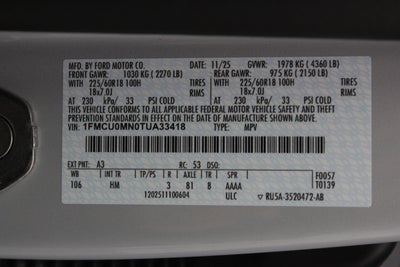 MFD. BY FORD MOTOR CO. DATE: 11/25 GVWR: 1978 KG (4360 LB)
FRONT GAWR: 1030 KG (2270 LB) REAR GAWR: 975 KG (2150 LB)
WITH 225/60R18 100H TIRES WITH 225/60R18 100H TIRES
18x7.0J RIMS 18x7.0J RIMS
AT 230 kPa/ 33 PSI COLD AT 230 kPa/ 33 PSI COLD
THIS VEHICLE CONFORMS TO ALL APPLICABLE FEDERAL MOTOR VEHICLE SAFETY AND
THEFT PREVENTION STANDARDS IN EFFECT ON THE DATE OF MANUFACTURE SHOWN ABOVE.
VIN: 1FMCU0MN0TUA33418 TYPE: MPV
EXT PNT: A3 RC: 53 DSO: F0057
WB INT TR TP/PS R AXLE TR SPR T0139
106 HM 3 81 8 AAAA
1202511100604 ULC RU5A-3520472-AB